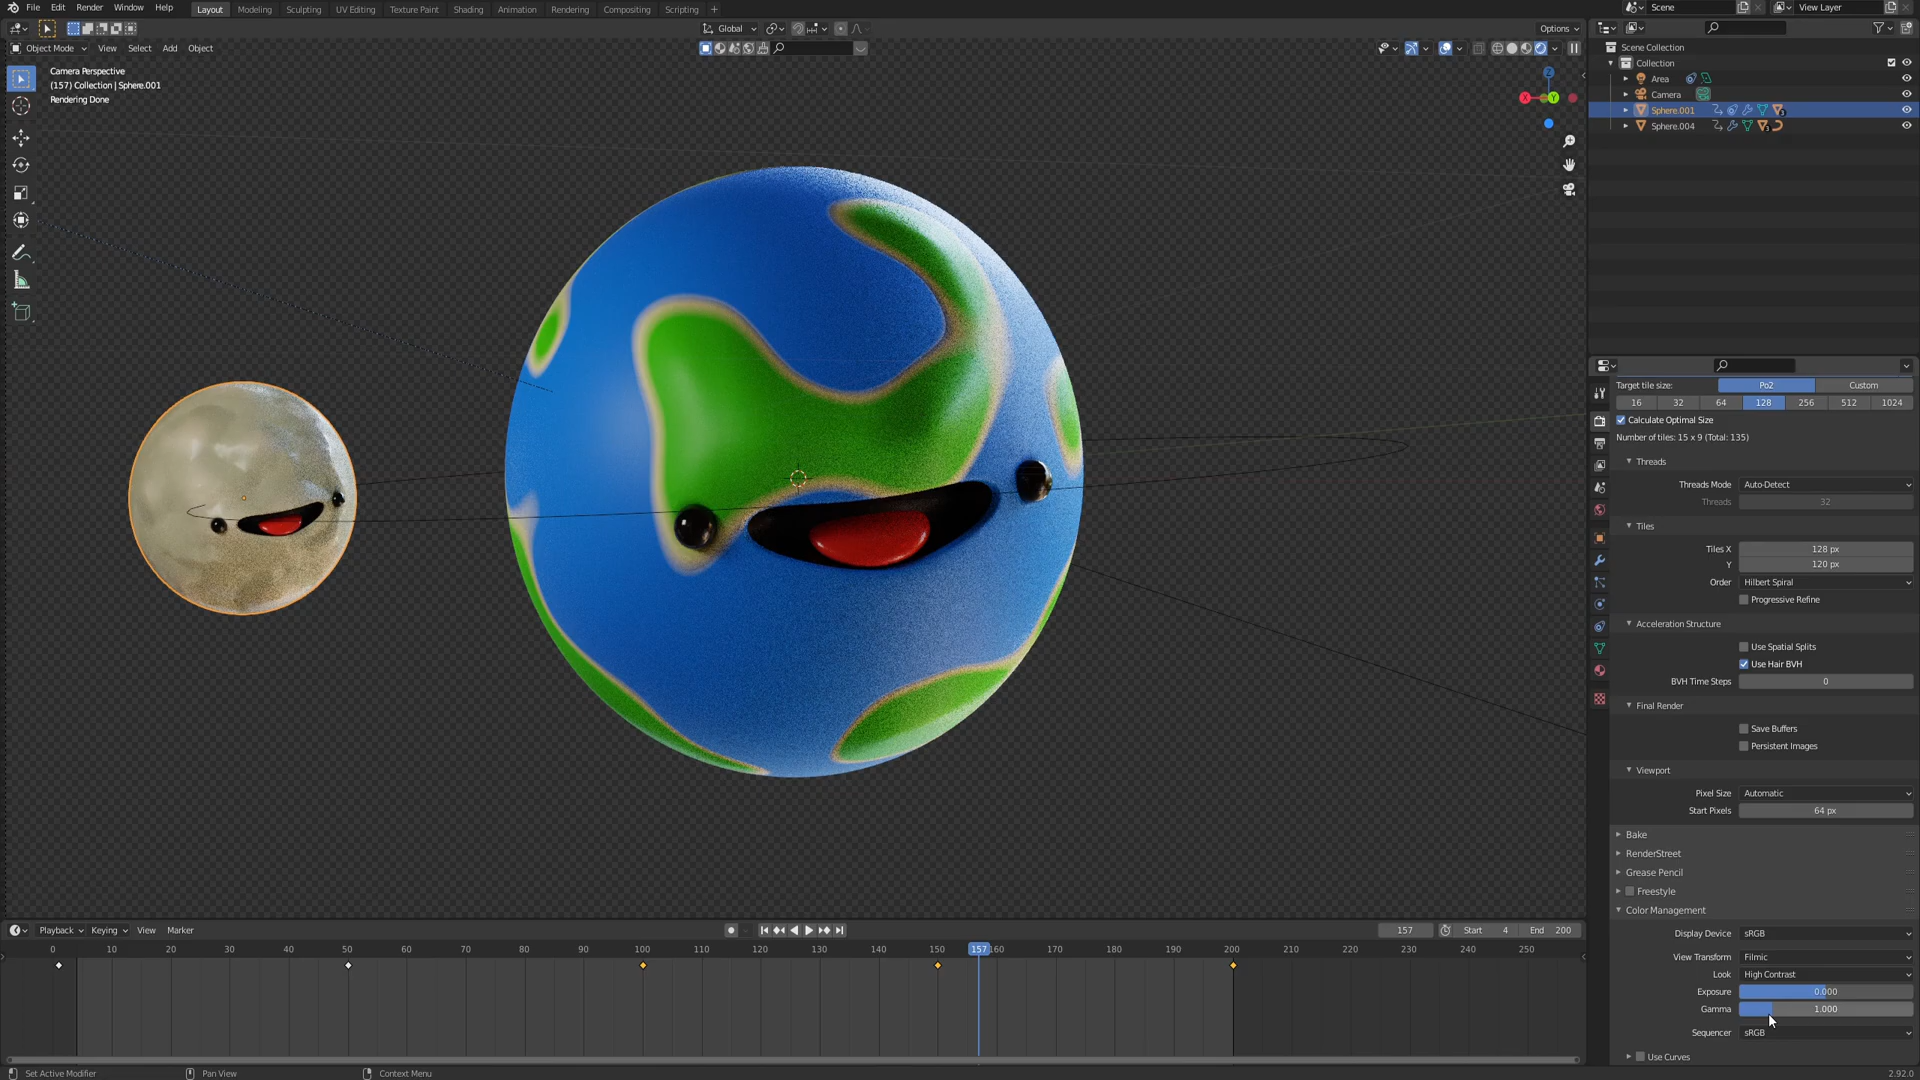 File Edit Render Window Help Layout Modeling Sculpting UV Editing Texture Paint Shading Animation Rendering Compositing Scripting + Scene View Layer
Global Options
Object Mode View Select Add Object
Camera Perspective
(157) Collection | Sphere.001
Rendering Done
Z
X Y
Scene Collection
Collection
Area
Camera
Sphere.001
Sphere.004
Target tile size: Po2 Custom
16 32 64 128 256 512 1024
Calculate Optimal Size
Number of tiles: 15 x 9 (Total: 135)
Threads
Threads Mode Auto-Detect
Threads 32
Tiles
Tiles X 128 px
Y 120 px
Order Hilbert Spiral
Progressive Refine
Acceleration Structure
Use Spatial Splits
Use Hair BVH
BVH Time Steps 0
Final Render
Save Buffers
Persistent Images
Viewport
Pixel Size Automatic
Start Pixels 64 px
Bake
RenderStreet
Grease Pencil
Freestyle
Color Management
Display Device sRGB
View Transform Filmic
Look High Contrast
Exposure 0.000
Gamma 1.000
Sequencer sRGB
Use Curves
Playback Keying View Marker 157 Start 4 End 200
0 10 20 30 40 50 60 70 80 90 100 110 120 130 140 150 157 160 170 180 190 200 210 220 230 240 250
Set Active Modifier Pan View Context Menu 2.92.0